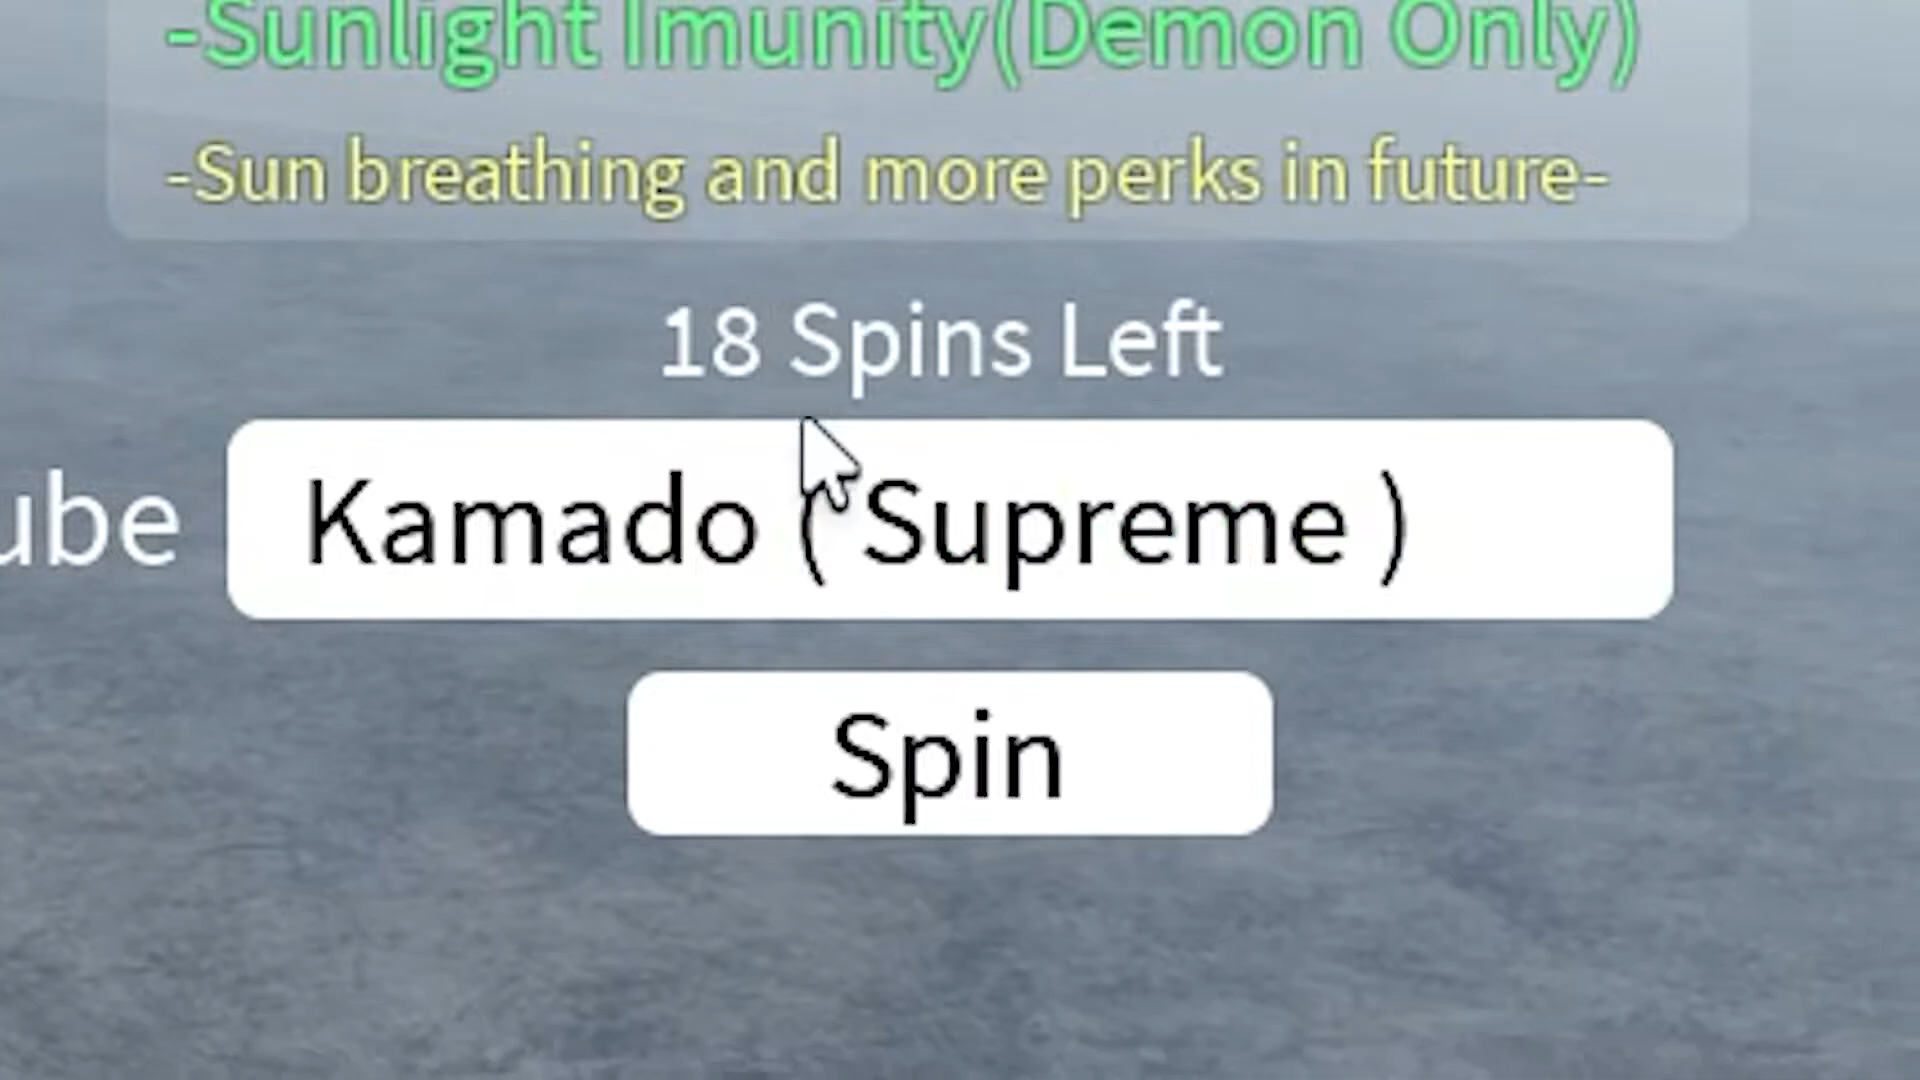 -Sunlight Imunity(Demon Only)
-Sun breathing and more perks in future-
18 Spins Left
ube Kamado ( Supreme )
Spin